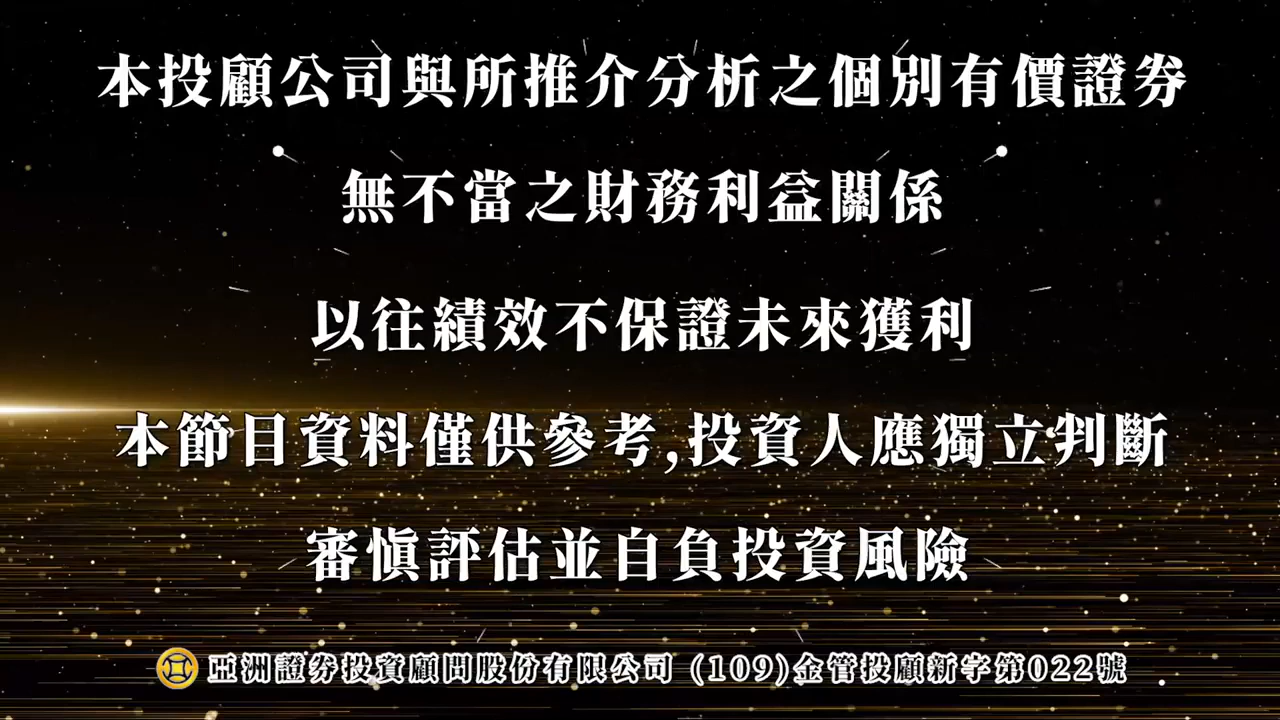 本投顧公司與所推介分析之個別有價證券
無不當之財務利益關係
以往績效不保證未來獲利
本節目資料僅供參考,投資人應獨立判斷
審慎評估並自負投資風險
亞洲證券投資顧問股份有限公司 (109)金管投顧新字第022號